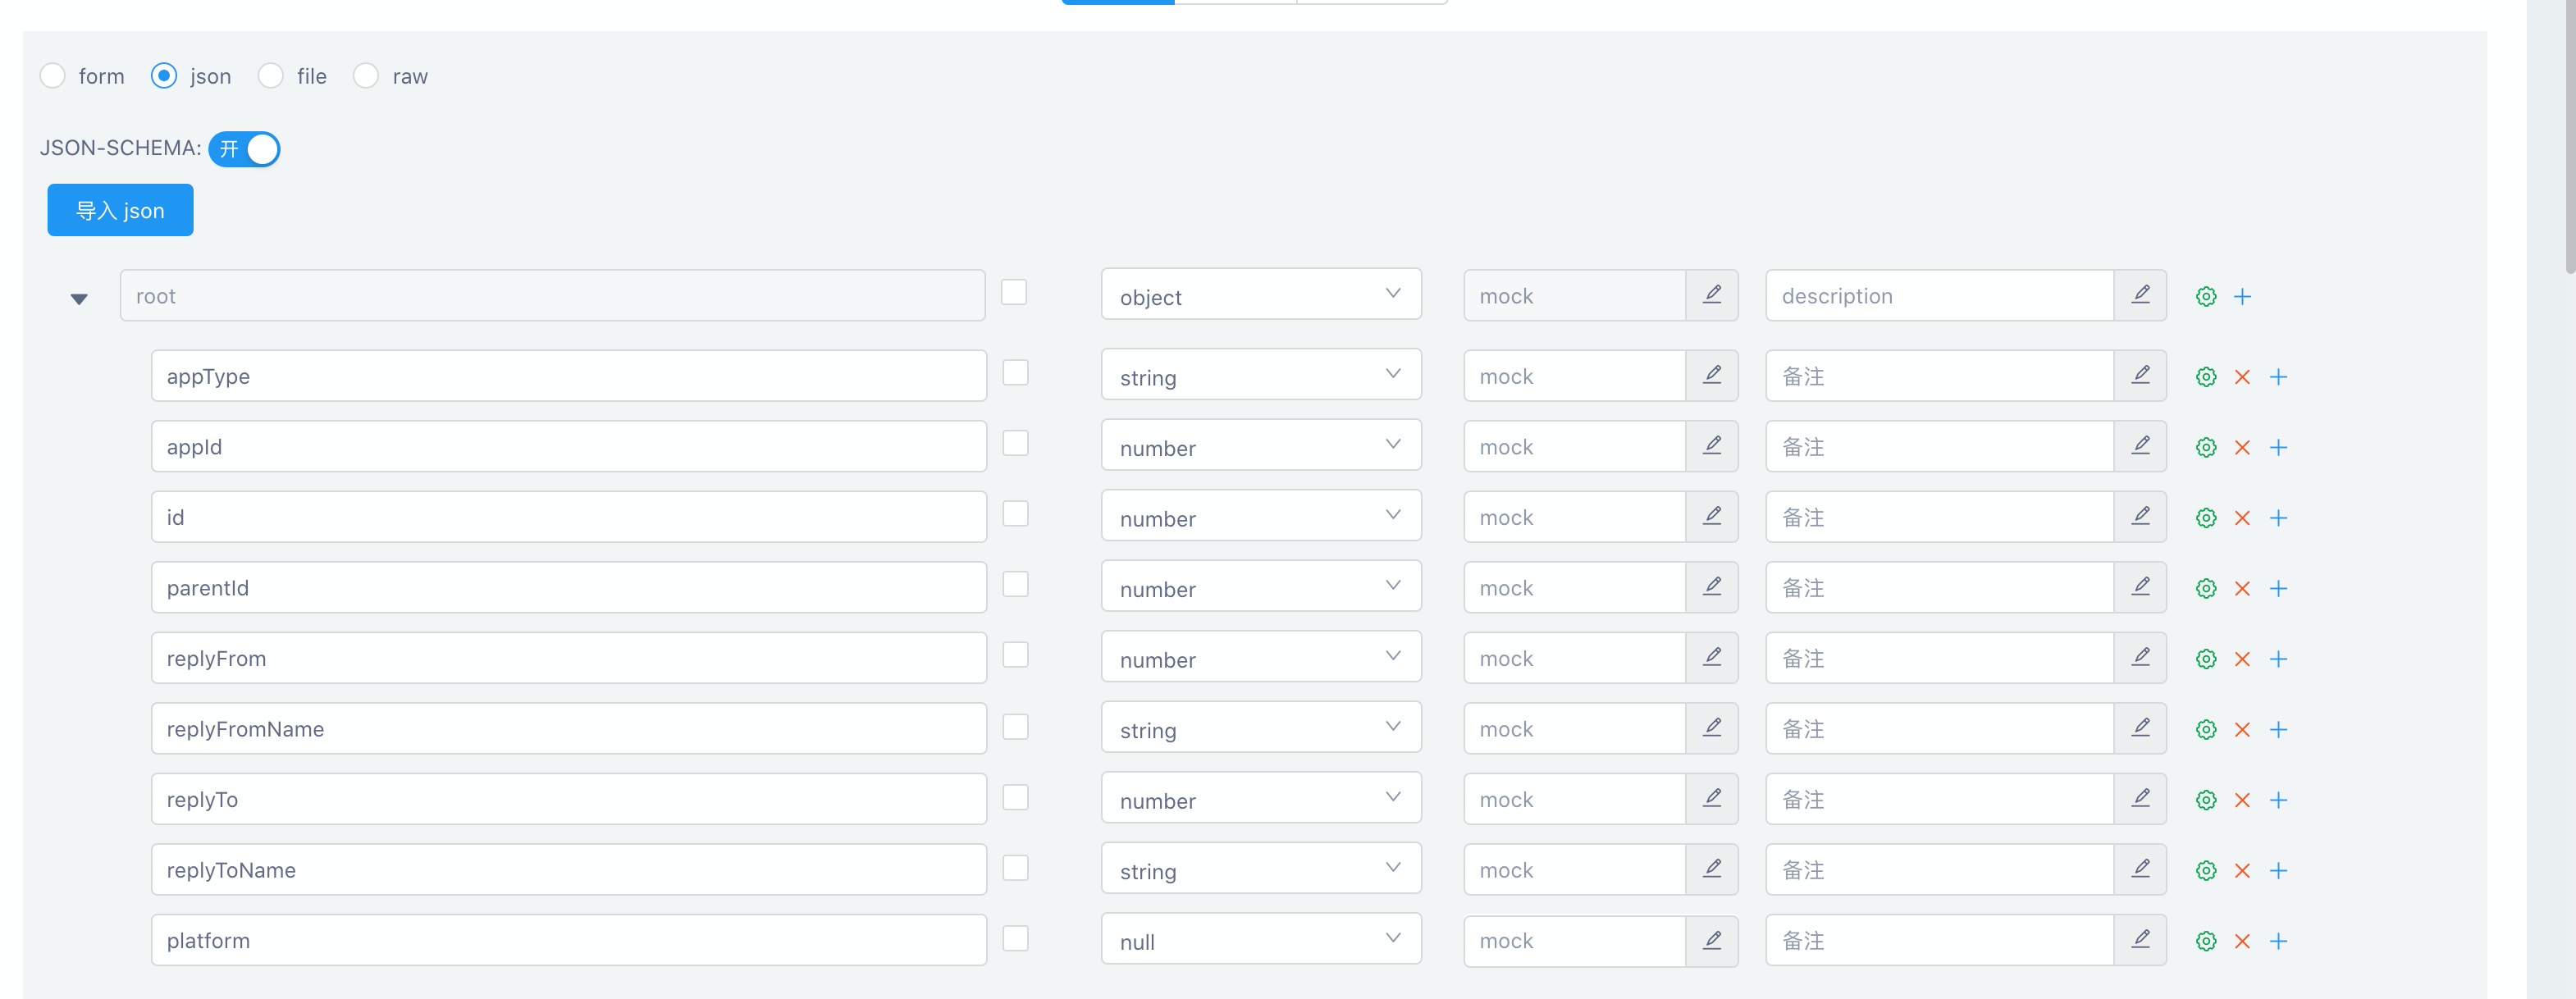 form json file raw
JSON-SCHEMA: 开
导入 json
root object mock description
appType string mock 备注
appId number mock 备注
id number mock 备注
parentId number mock 备注
replyFrom number mock 备注
replyFromName string mock 备注
replyTo number mock 备注
replyToName string mock 备注
platform null mock 备注